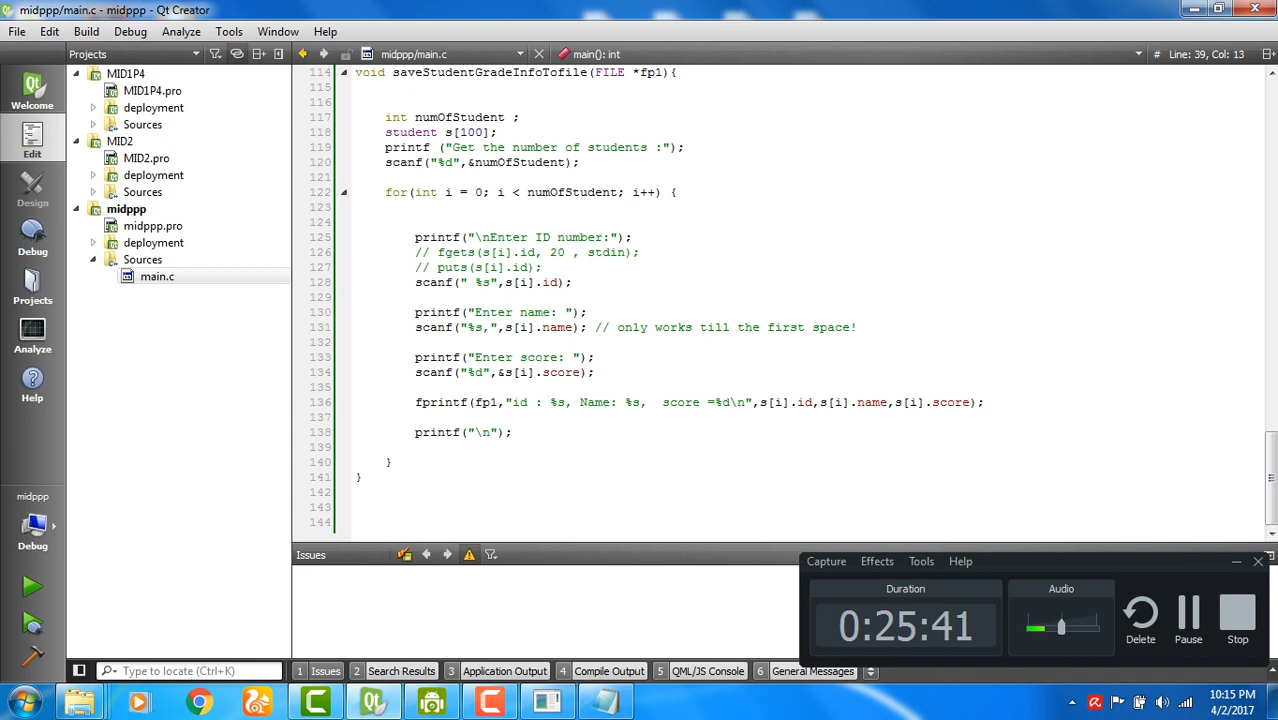 midppp/main.c - midppp - Qt Creator
File Edit Build Debug Analyze Tools Window Help
Projects midppp/main.c main(): int # Line: 39, Col: 13
Welcome
Edit
Design
Debug
Projects
Analyze
Help
midppp
Debug
MID1P4
MID1P4.pro
deployment
Sources
MID2
MID2.pro
deployment
Sources
midppp
midppp.pro
deployment
Sources
main.c
114 void saveStudentGradeInfoTofile(FILE *fp1){
115
116
117 int numOfStudent ;
118 student s[100];
119 printf ("Get the number of students :");
120 scanf("%d",&numOfStudent);
121
122 for(int i = 0; i < numOfStudent; i++) {
123
124
125 printf("\nEnter ID number:");
126 // fgets(s[i].id, 20 , stdin);
127 // puts(s[i].id);
128 scanf(" %s",s[i].id);
129
130 printf("Enter name: ");
131 scanf("%s,",s[i].name); // only works till the first space!
132
133 printf("Enter score: ");
134 scanf("%d",&s[i].score);
135
136 fprintf(fp1,"id : %s, Name: %s,  score =%d\n",s[i].id,s[i].name,s[i].score);
137
138 printf("\n");
139
140 }
141 }
142
143
144
Issues
Capture Effects Tools Help
Duration Audio
0:25:41
Delete Pause Stop
Type to locate (Ctrl+K) 1 Issues 2 Search Results 3 Application Output 4 Compile Output 5 QML/JS Console 6 General Messages
10:15 PM
4/2/2017